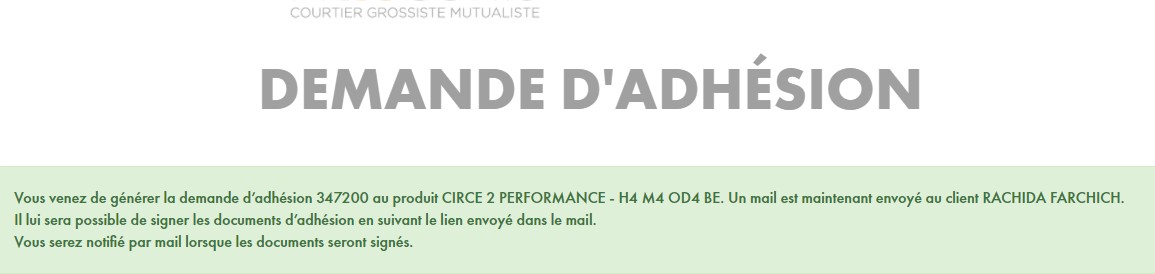 COURTIER GROSSISTE MUTUALISTE
DEMANDE D'ADHÉSION
Vous venez de générer la demande d’adhésion 347200 au produit CIRCE 2 PERFORMANCE - H4 M4 OD4 BE. Un mail est maintenant envoyé au client RACHIDA FARCHICH.
Il lui sera possible de signer les documents d’adhésion en suivant le lien envoyé dans le mail.
Vous serez notifié par mail lorsque les documents seront signés.